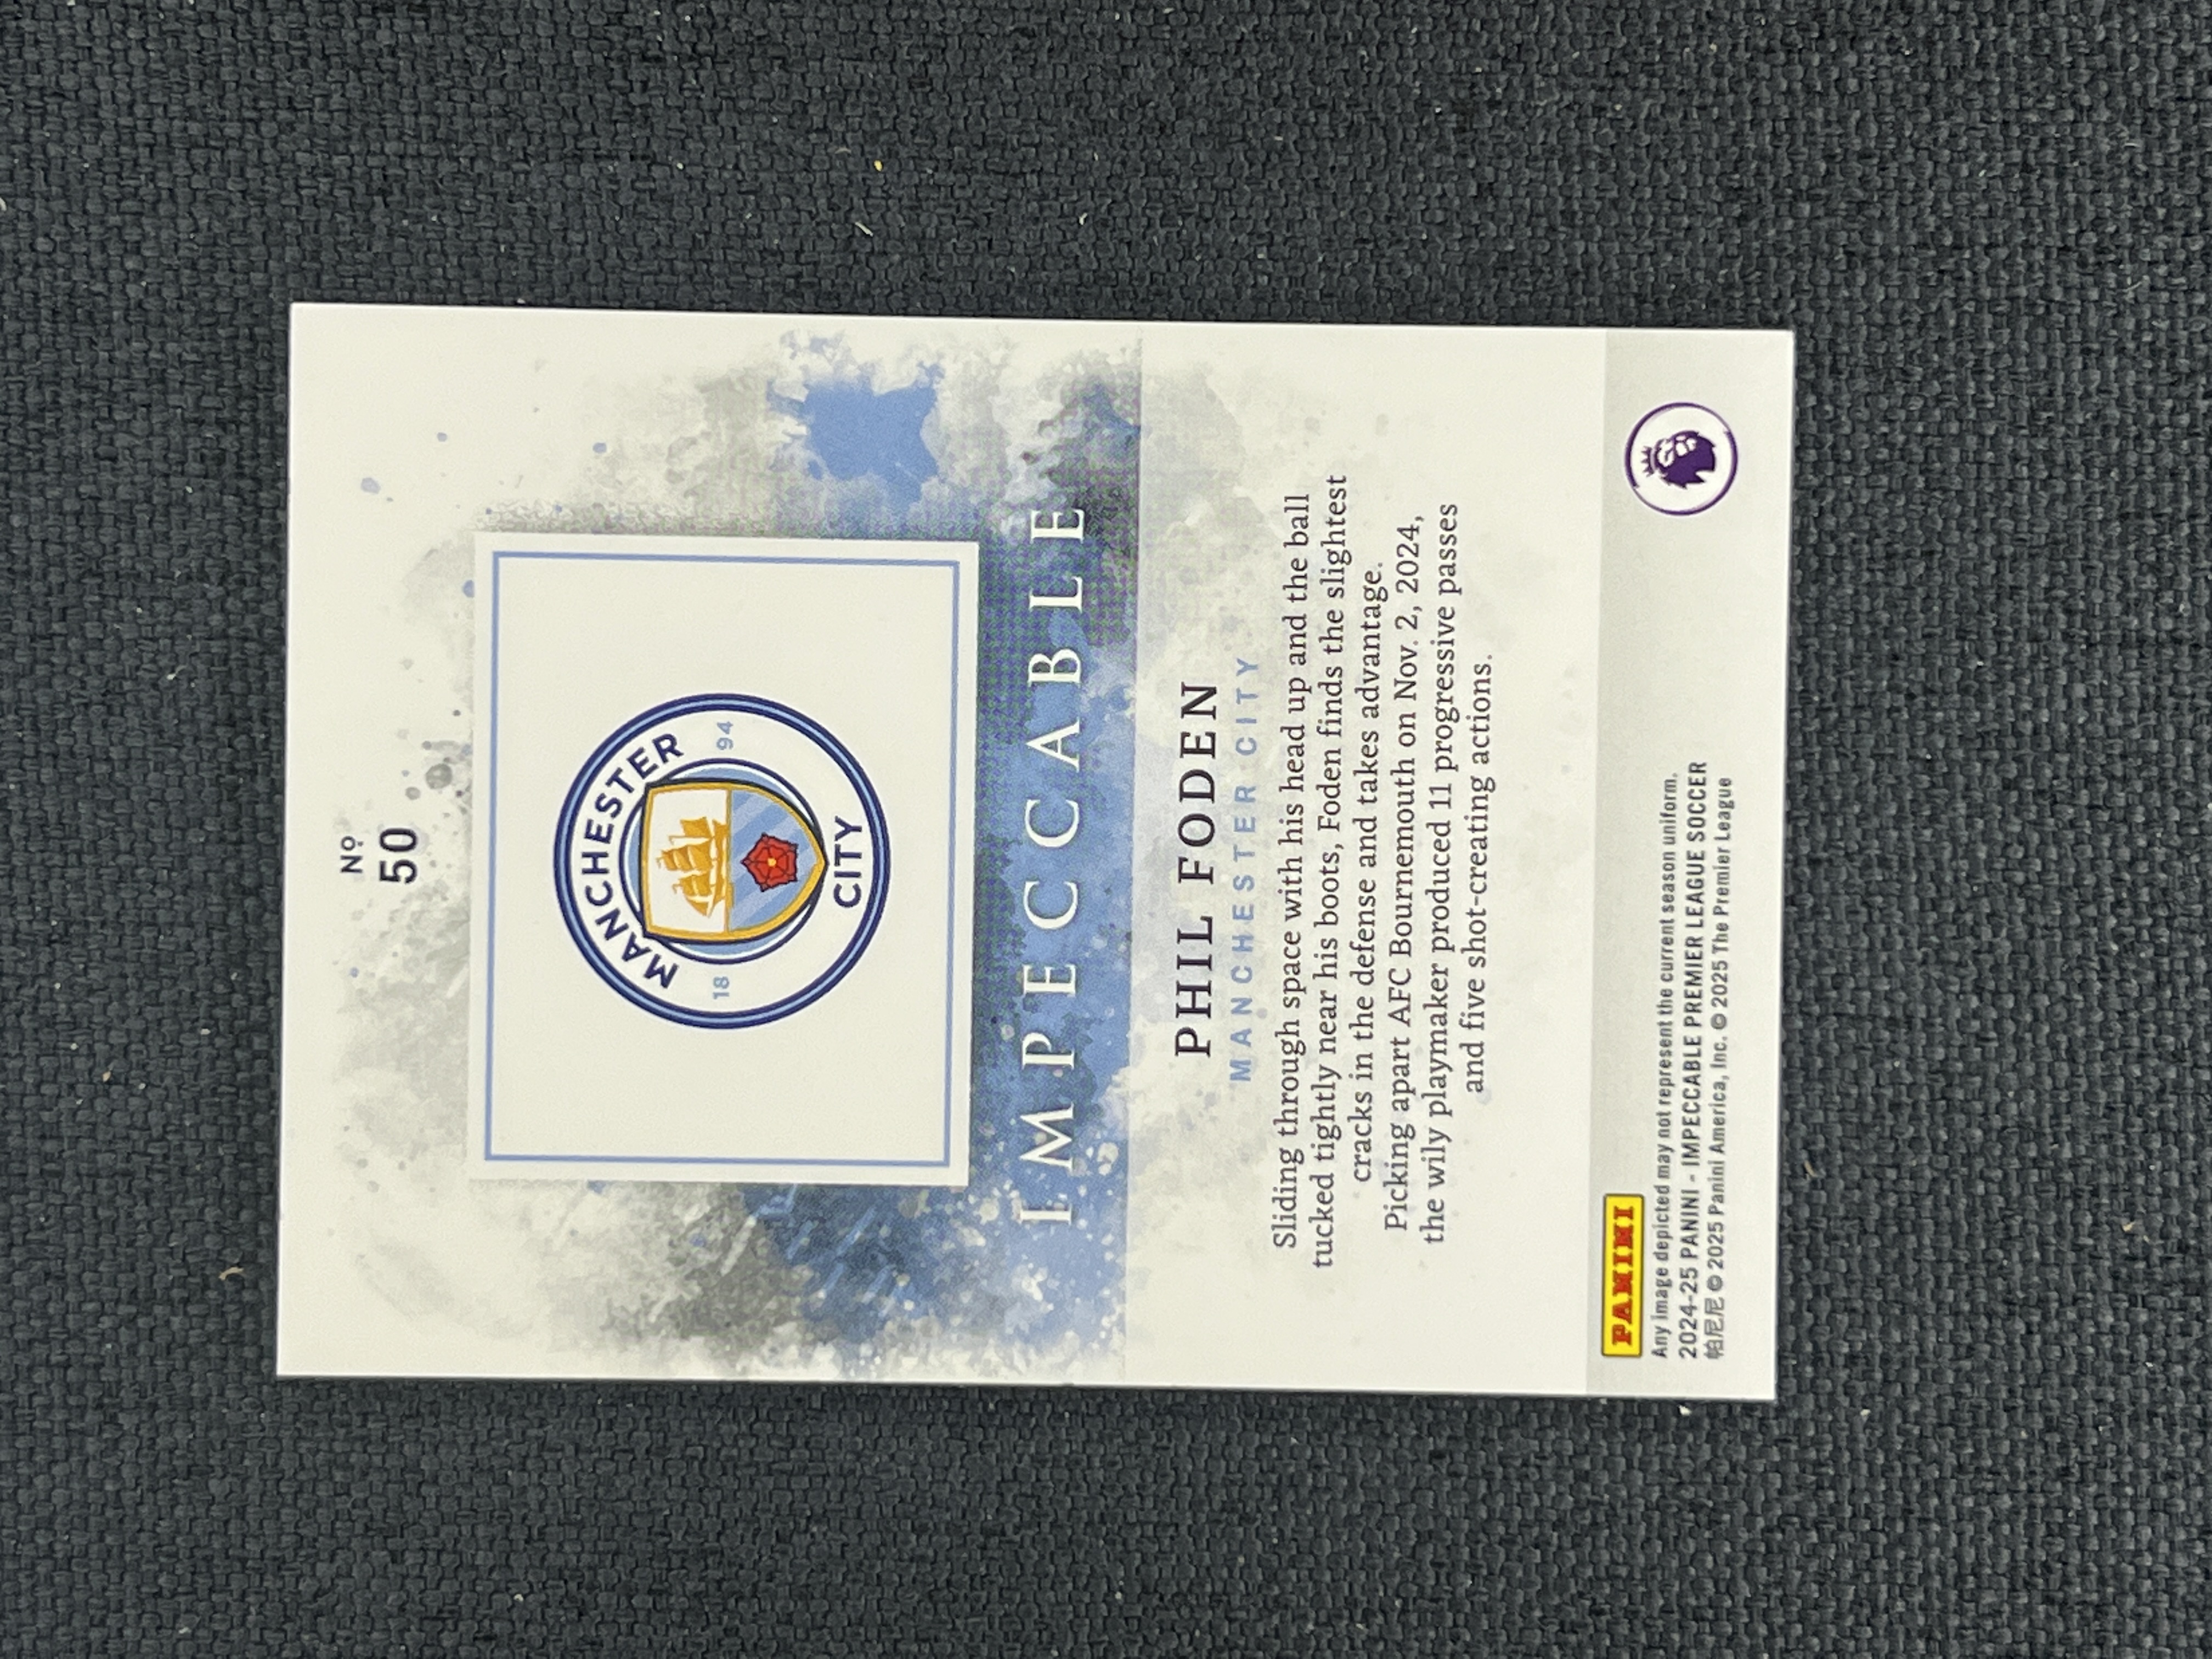 Nº
50
MANCHESTER
18 94
CITY
IMPECCABLE
PHIL FODEN
MANCHESTER CITY
Sliding through space with his head up and the ball
tucked tightly near his boots, Foden finds the slightest
cracks in the defense and takes advantage.
Picking apart AFC Bournemouth on Nov. 2, 2024,
the wily playmaker produced 11 progressive passes
and five shot-creating actions.
PANINI
Any image depicted may not represent the current season uniform.
2024-25 PANINI - IMPECCABLE PREMIER LEAGUE SOCCER
帕尼尼 © 2025 Panini America, Inc. © 2025 The Premier League